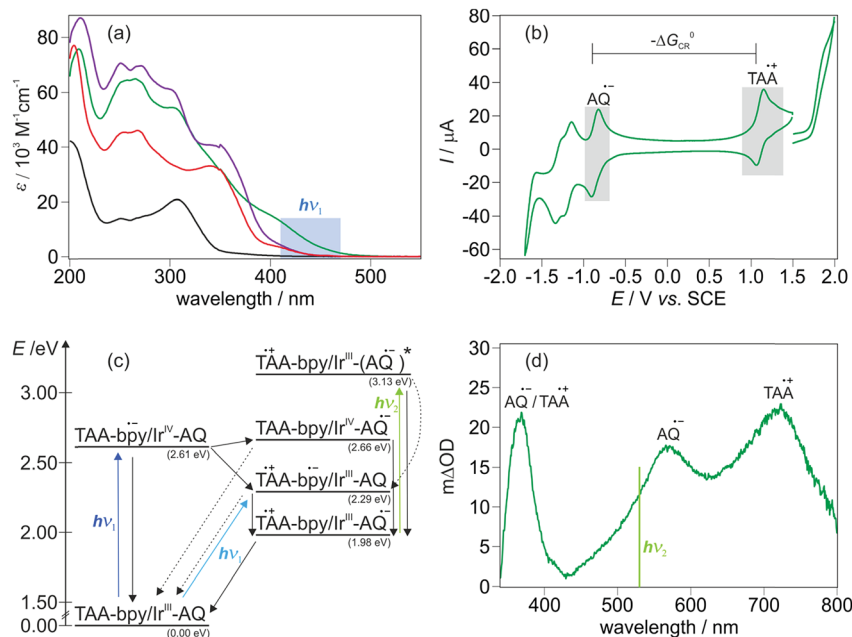 (a)
80
60
40
20
0
ε / 10³ M⁻¹cm⁻¹
hν₁
200
300
400
500
wavelength / nm
(b)
-ΔG_CR⁰
AQ•−
TAA•+
40
20
0
-20
-40
-60
80
60
I / μA
-2.0
-1.5
-1.0
-0.5
0.0
0.5
1.0
1.5
2.0
E / V vs. SCE
E /eV
(c)
3.00
2.50
2.00
1.50
0.00
TAA•+-bpy/Irᴵᴵᴵ-(AQ•−)*
(3.13 eV)
hν₂
TAA-bpy•−/Irᴵⱽ-AQ
(2.61 eV)
TAA-bpy/Irᴵⱽ-AQ•−
(2.66 eV)
TAA•+-bpy•−/Irᴵᴵᴵ-AQ
(2.29 eV)
TAA•+-bpy/Irᴵᴵᴵ-AQ•−
(1.98 eV)
hν₁
hν₁
TAA-bpy/Irᴵᴵᴵ-AQ
(0.00 eV)
(d)
AQ•−/TAA•+
AQ•−
TAA•+
hν₂
30
25
20
15
10
5
0
mΔOD
400
500
600
700
800
wavelength / nm